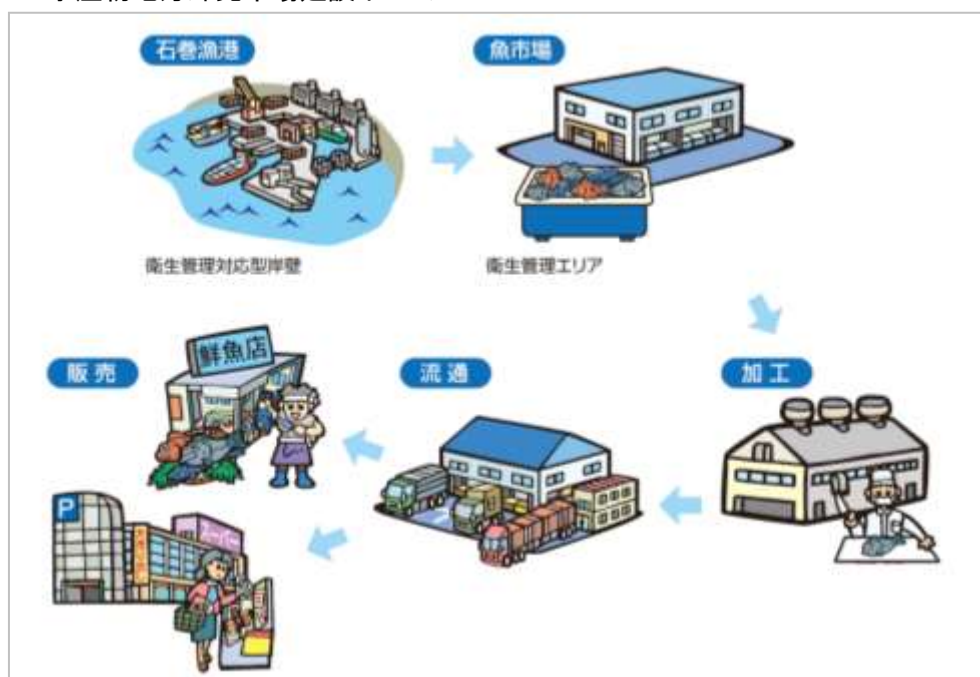 石巻漁港
魚市場
衛生管理対応型岸壁
衛生管理エリア
販売
鮮魚店
流通
加工
P
スーパー